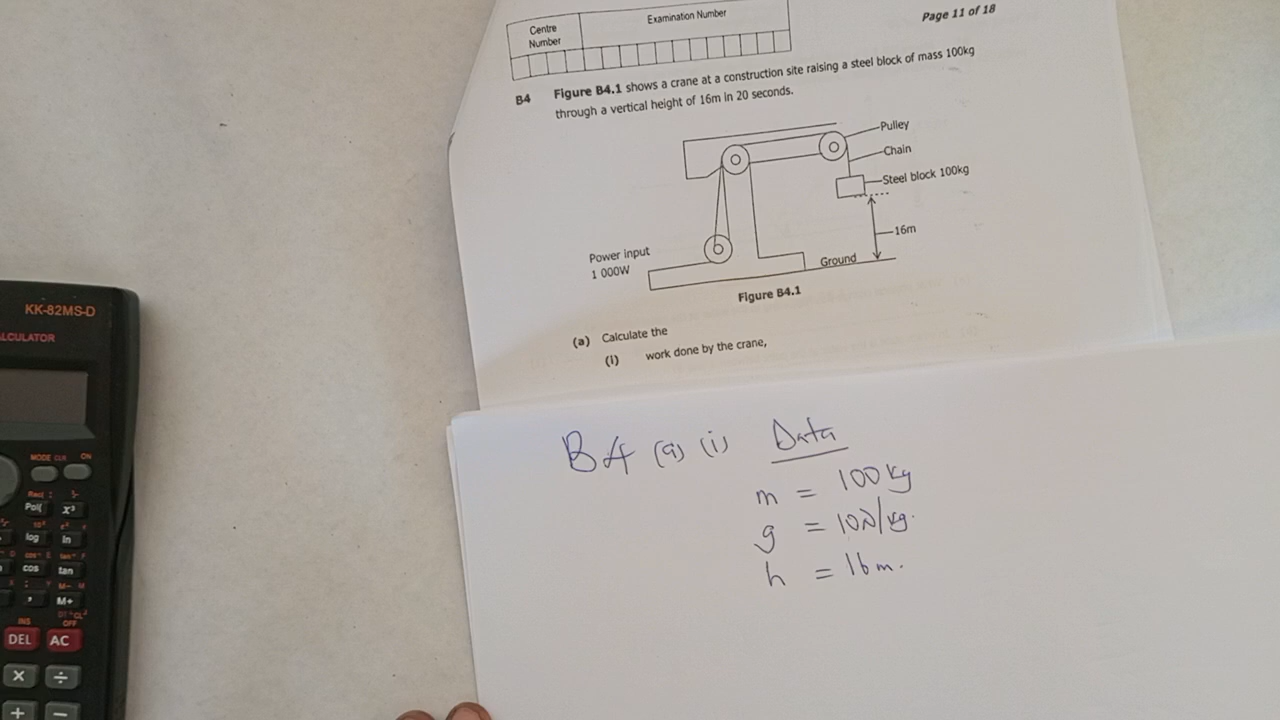 Centre Number
Examination Number
Page 11 of 18
B4 Figure B4.1 shows a crane at a construction site raising a steel block of mass 100kg
through a vertical height of 16m in 20 seconds.
Pulley
Chain
Steel block 100kg
16m
Power input
1 000W
Ground
Figure B4.1
(a) Calculate the
(i) work done by the crane,
B4 (a) (i) Data
m = 100kg
g = 10N/kg.
h = 16m.
KK-82MS-D
MODE CLR ON
Pol( x³
log ln
cos tan
, M+
INS OFF
DEL AC
× ÷
+ −